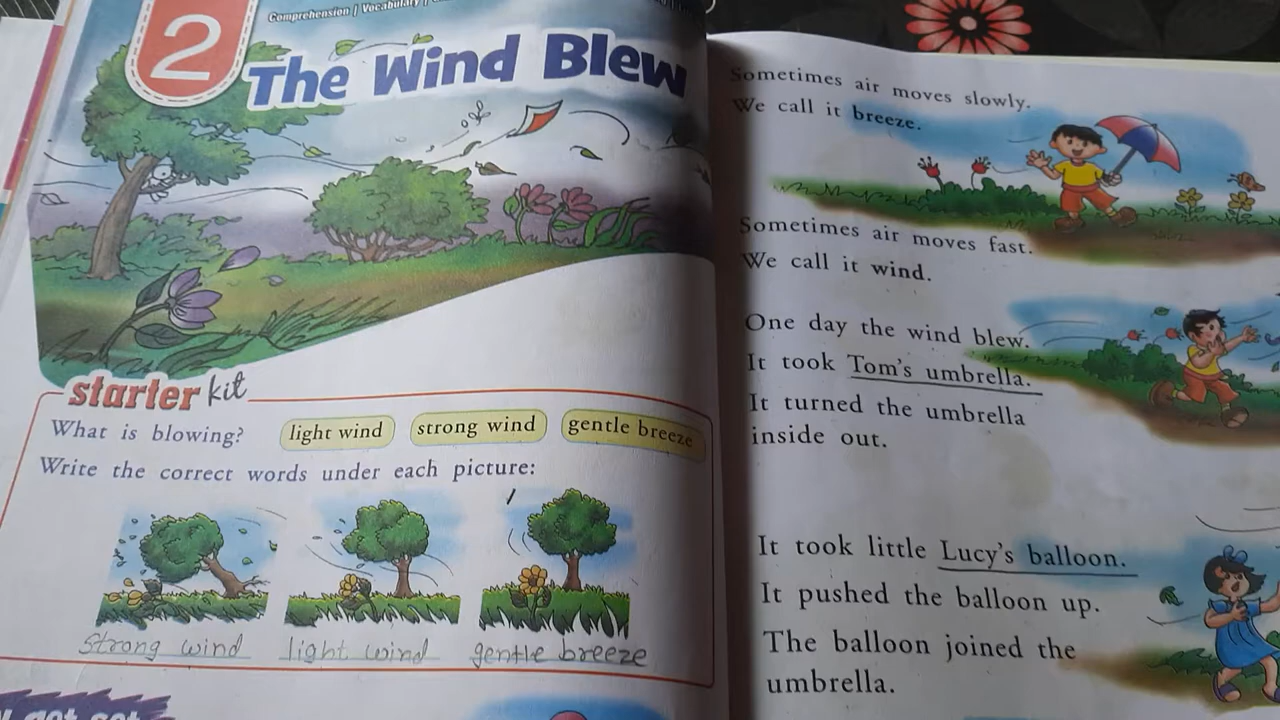 Comprehension | Vocabulary |
2
The Wind Blew
starter kit
What is blowing?
light wind
strong wind
gentle breeze
Write the correct words under each picture:
strong wind
light wind
gentle breeze
Sometimes air moves slowly.
We call it breeze.
Sometimes air moves fast.
We call it wind.
One day the wind blew.
It took Tom's umbrella.
It turned the umbrella
inside out.
It took little Lucy's balloon.
It pushed the balloon up.
The balloon joined the
umbrella.